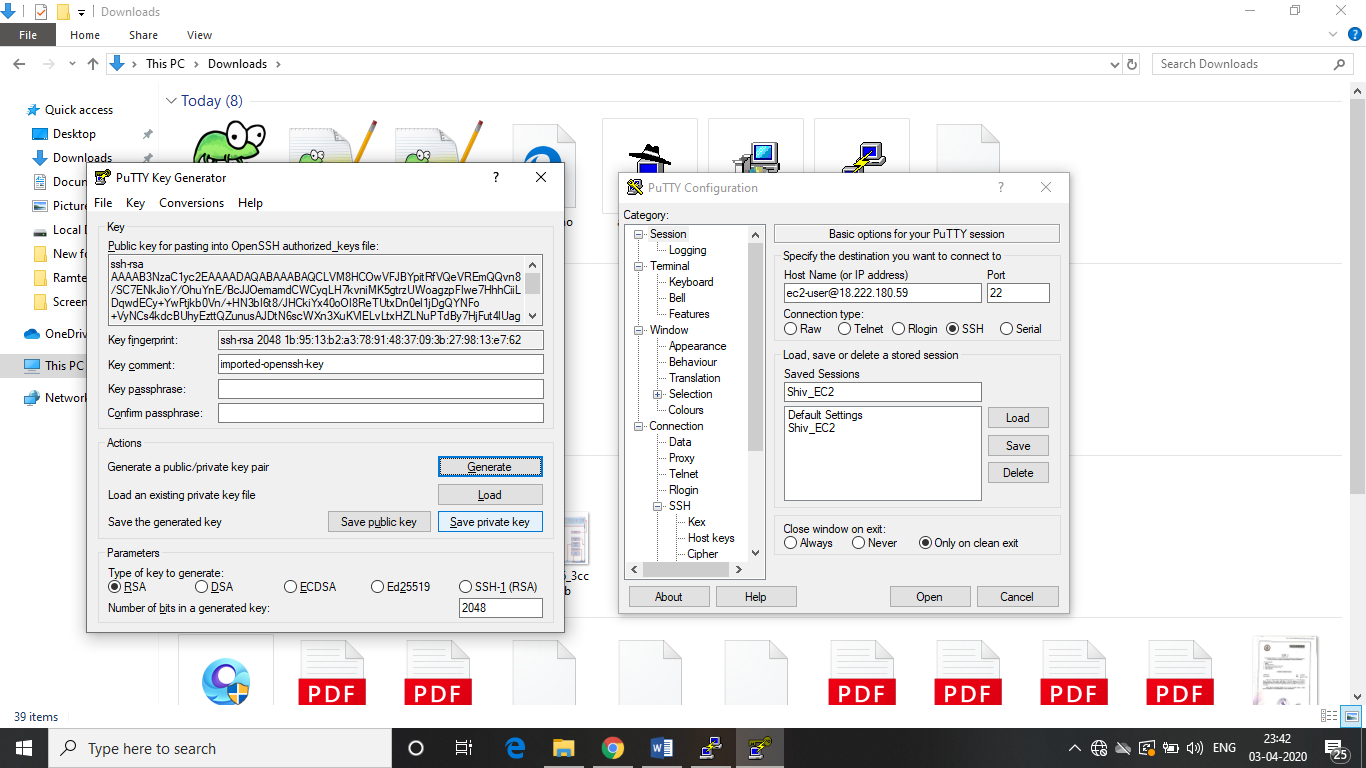 Downloads
File
Home
Share
View
This PC
Downloads
Search Downloads
Quick access
Desktop
Downloads
OneDriv
This PC
Today (8)
PuTTY Key Generator
?
File
Key
Conversions
Help
Key
Public key for pasting into OpenSSH authorized_keys file:
ssh-rsa
Key fingerprint:
ssh-rsa 2048 1b:95:13:b2:a3:78:91:48:37:09:3b:27:98:13:e7:62
Key comment:
imported-openssh-key
Key passphrase:
Confirm passphrase:
Actions
Generate a public/private key pair
Generate
Load an existing private key file
Load
Save the generated key
Save public key
Save private key
Parameters
Type of key to generate:
RSA
DSA
ECDSA
Ed25519
SSH-1 (RSA)
Number of bits in a generated key:
2048
PuTTY Configuration
?
Category:
Session
Logging
Terminal
Keyboard
Bell
Features
Window
Appearance
Behaviour
Translation
Selection
Colours
Connection
Data
Proxy
Telnet
Rlogin
SSH
Kex
Host keys
Cipher
Basic options for your PuTTY session
Specify the destination you want to connect to
Host Name (or IP address)
Port
ec2-user@18.222.180.59
22
Connection type:
Raw
Telnet
Rlogin
SSH
Serial
Load, save or delete a stored session
Saved Sessions
Shiv_EC2
Default Settings
Shiv_EC2
Load
Save
Delete
Close window on exit:
Always
Never
Only on clean exit
About
Help
Open
Cancel
PDF
PDF
PDF
PDF
PDF
PDF
39 items
Type here to search
ENG
23:42
03-04-2020
25